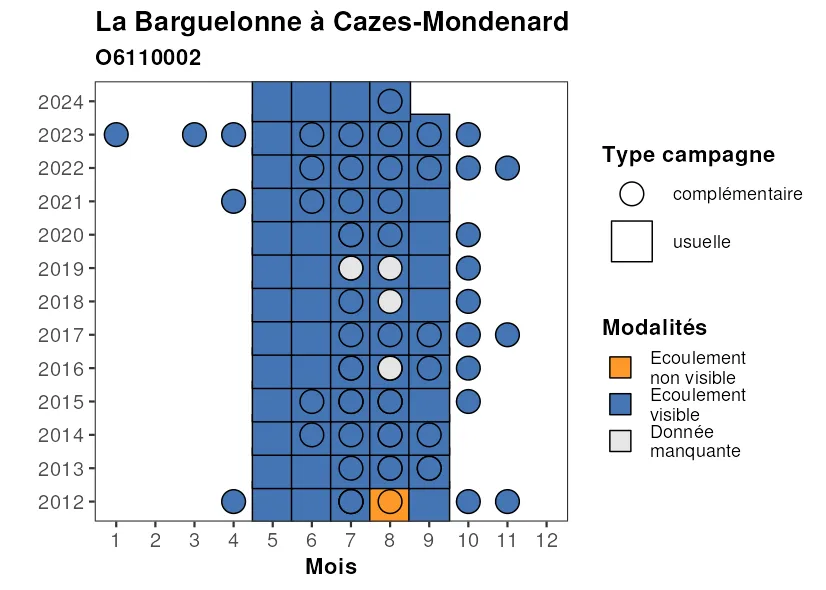 La Barguelonne à Cazes-Mondenard
O6110002
2024
2023
2022
2021
2020
2019
2018
2017
2016
2015
2014
2013
2012
1 2 3 4 5 6 7 8 9 10 11 12
Mois
Type campagne
complémentaire
usuelle
Modalités
Ecoulement
non visible
Ecoulement
visible
Donnée
manquante